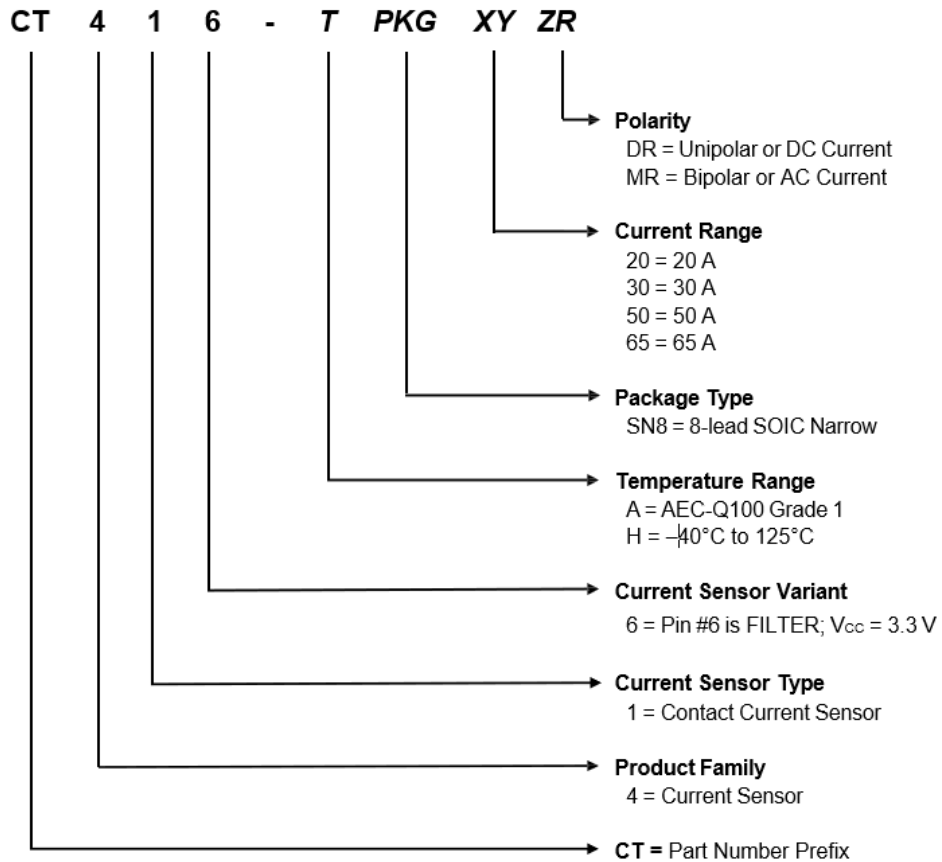 CT 4 1 6 - T PKG XY ZR
Polarity
DR = Unipolar or DC Current
MR = Bipolar or AC Current
Current Range
20 = 20 A
30 = 30 A
50 = 50 A
65 = 65 A
Package Type
SN8 = 8-lead SOIC Narrow
Temperature Range
A = AEC-Q100 Grade 1
H = –40°C to 125°C
Current Sensor Variant
6 = Pin #6 is FILTER; Vcc = 3.3 V
Current Sensor Type
1 = Contact Current Sensor
Product Family
4 = Current Sensor
CT = Part Number Prefix